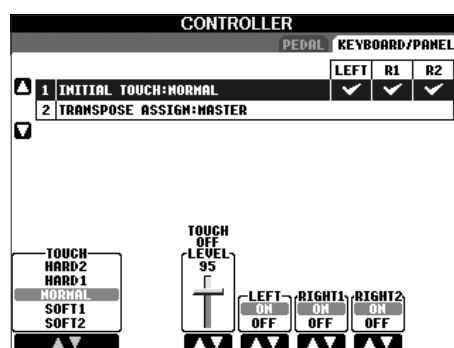 CONTROLLER
PEDAL KEYBOARD/PANEL
LEFT R1 R2
1 INITIAL TOUCH:NORMAL
2 TRANSPOSE ASSIGN:MASTER
TOUCH
OFF
LEVEL
95
TOUCH
HARD2
HARD1
NORMAL
SOFT1
SOFT2
LEFT RIGHT1 RIGHT2
ON ON ON
OFF OFF OFF